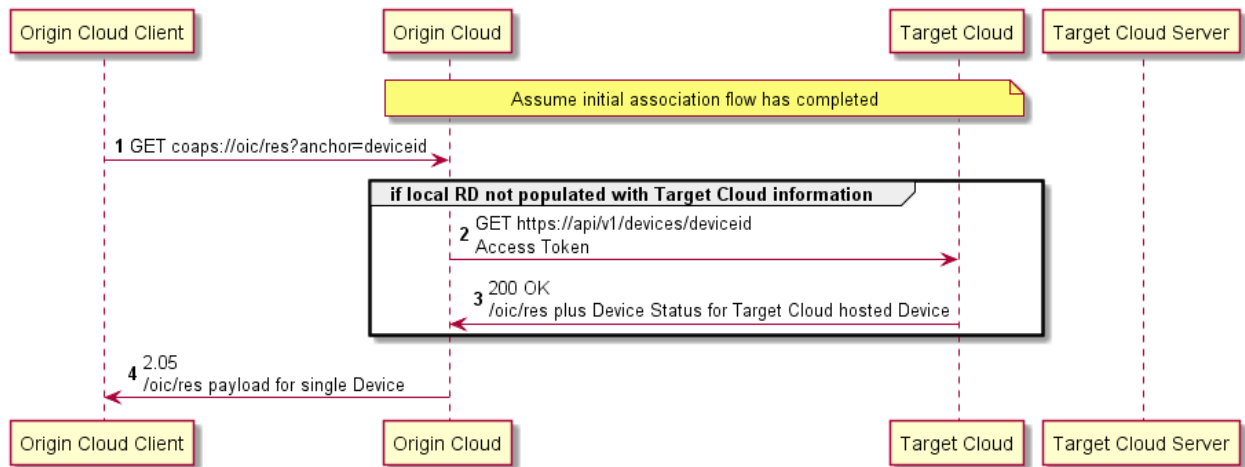 Origin Cloud Client
Origin Cloud
Target Cloud
Target Cloud Server
Assume initial association flow has completed
1 GET coaps://oic/res?anchor=deviceid
if local RD not populated with Target Cloud information
2 GET https://api/v1/devices/deviceid
Access Token
3 200 OK
/oic/res plus Device Status for Target Cloud hosted Device
4 2.05
/oic/res payload for single Device
Origin Cloud Client
Origin Cloud
Target Cloud
Target Cloud Server